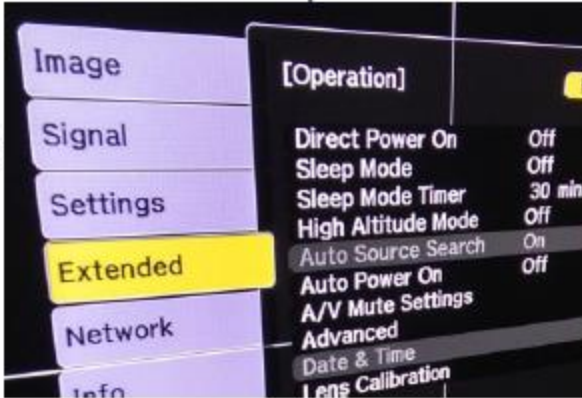 Image
Signal
Settings
Extended
Network
Info
[Operation]
Direct Power On Off
Sleep Mode Off
Sleep Mode Timer 30 min
High Altitude Mode Off
Auto Source Search On
Auto Power On Off
A/V Mute Settings
Advanced
Date & Time
Lens Calibration